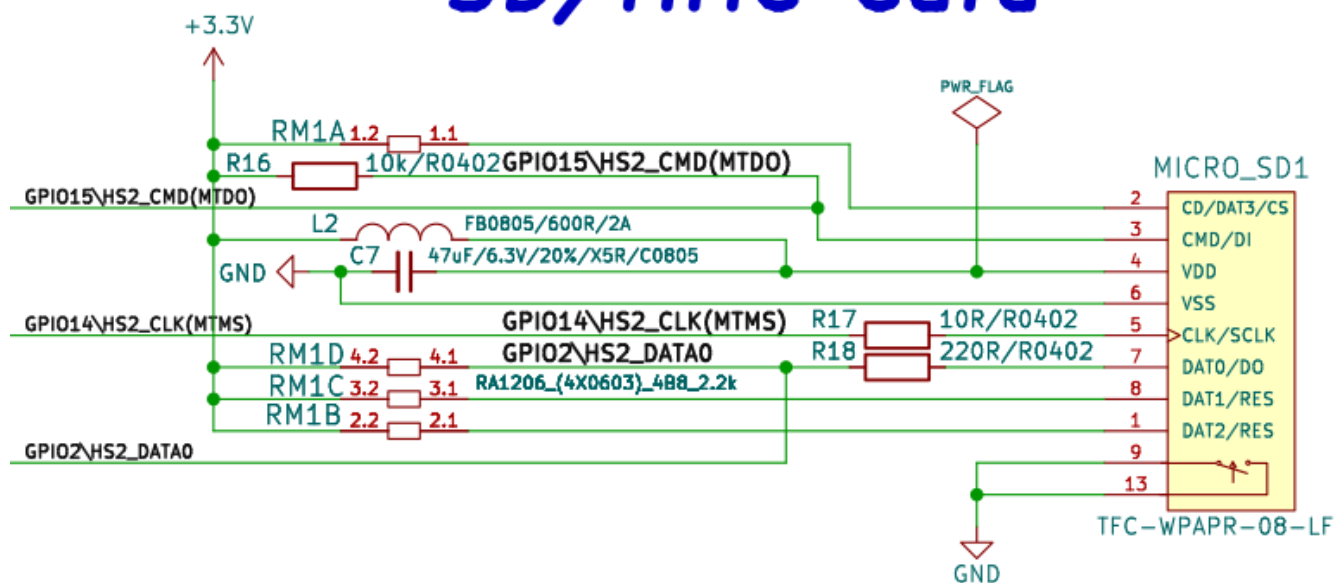 SD/MMC Card
+3.3V
PWR_FLAG
RM1A 1.2 1.1
R16 10k/R0402 GPIO15\HS2_CMD(MTDO)
MICRO_SD1
GPIO15\HS2_CMD(MTDO)
2 CD/DAT3/CS
L2 FB0805/600R/2A
3 CMD/DI
C7 47uF/6.3V/20%/X5R/C0805
GND
4 VDD
6 VSS
GPIO14\HS2_CLK(MTMS) GPIO14\HS2_CLK(MTMS) R17 10R/R0402
5 CLK/SCLK
RM1D 4.2 4.1 GPIO2\HS2_DATA0 R18 220R/R0402
7 DAT0/DO
RM1C 3.2 3.1 RA1206_(4X0603)_4B8_2.2k
8 DAT1/RES
RM1B 2.2 2.1
1 DAT2/RES
GPIO2\HS2_DATA0
9
13
TFC-WPAPR-08-LF
GND